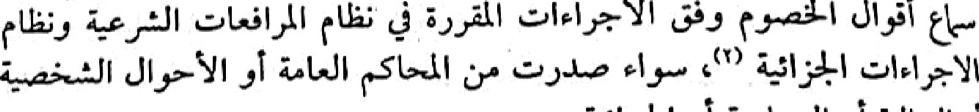 سماع أقوال الخصوم وفق الاجراءات المقررة في نظام المرافعات الشرعية ونظام
الاجراءات الجزائية (٢)، سواء صدرت من المحاكم العامة أو الأحوال الشخصية